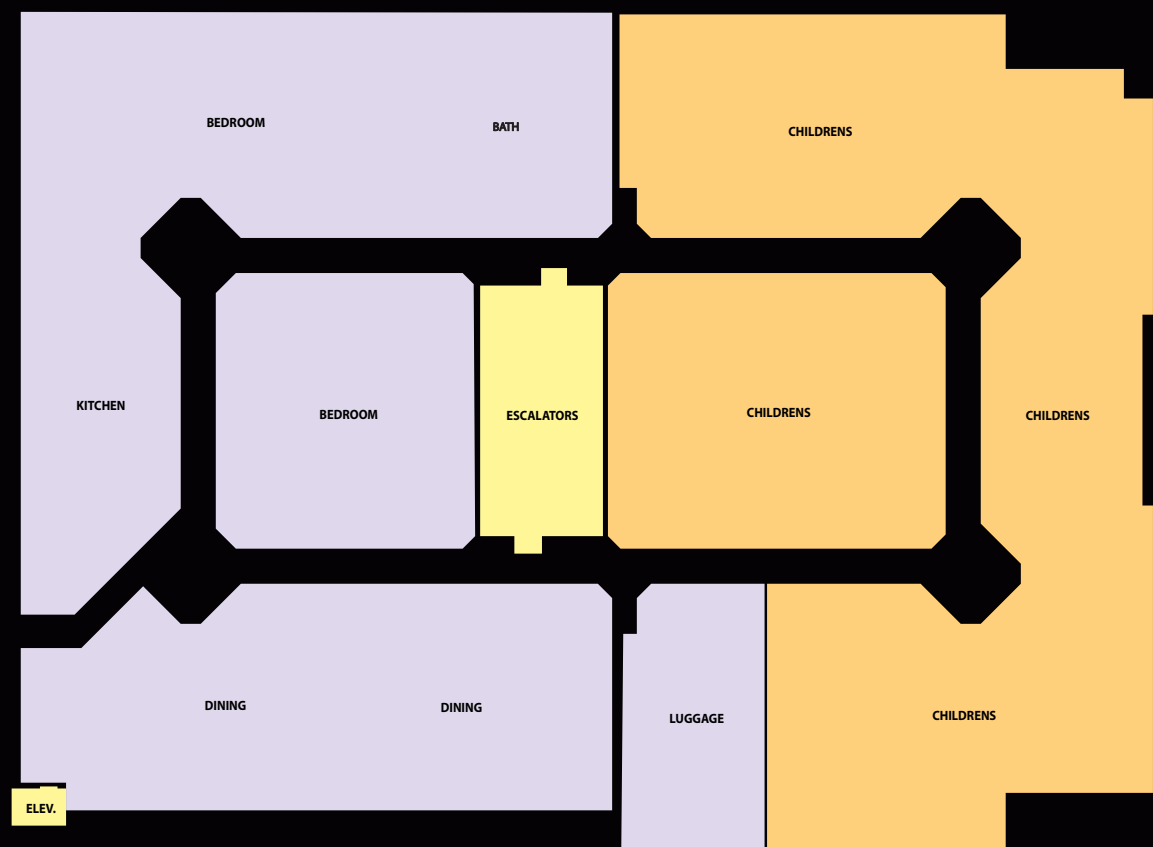 BEDROOM
BATH
CHILDRENS
KITCHEN
BEDROOM
ESCALATORS
CHILDRENS
CHILDRENS
DINING
DINING
LUGGAGE
CHILDRENS
ELEV.